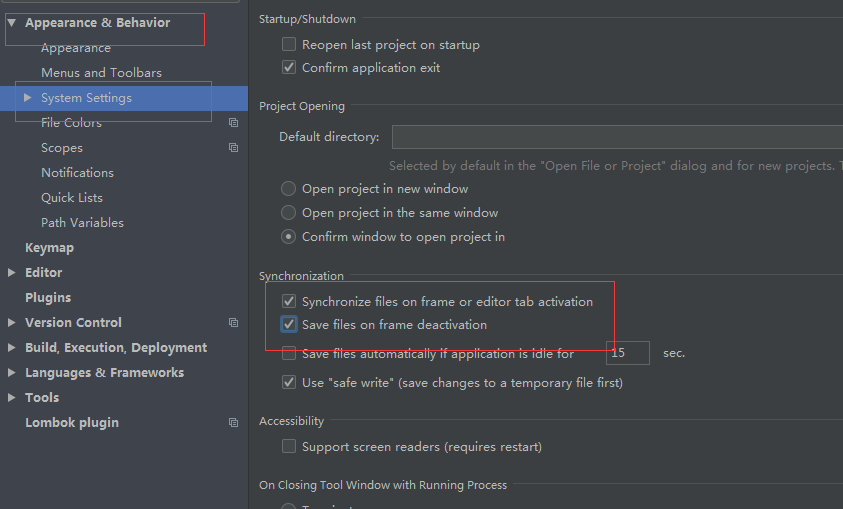 Appearance & Behavior
Appearance
Menus and Toolbars
System Settings
File Colors
Scopes
Notifications
Quick Lists
Path Variables
Keymap
Editor
Plugins
Version Control
Build, Execution, Deployment
Languages & Frameworks
Tools
Lombok plugin
Startup/Shutdown
Reopen last project on startup
Confirm application exit
Project Opening
Default directory:
Selected by default in the "Open File or Project" dialog and for new projects. T
Open project in new window
Open project in the same window
Confirm window to open project in
Synchronization
Synchronize files on frame or editor tab activation
Save files on frame deactivation
Save files automatically if application is idle for 15 sec.
Use "safe write" (save changes to a temporary file first)
Accessibility
Support screen readers (requires restart)
On Closing Tool Window with Running Process